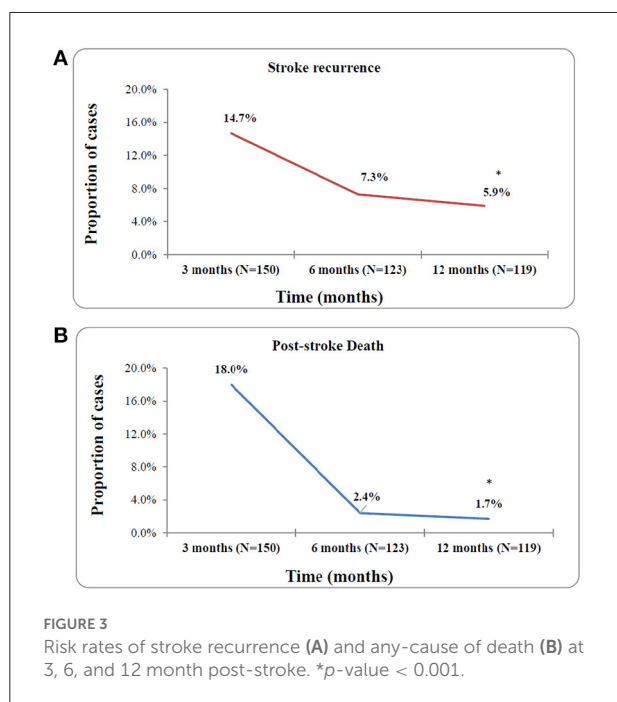 A
Stroke recurrence
Proportion of cases
20.0%
16.0%
12.0%
8.0%
4.0%
0.0%
14.7%
7.3%
*
5.9%
3 months (N=150) 6 months (N=123) 12 months (N=119)
Time (months)
B
Post-stroke Death
Proportion of cases
20.0%
16.0%
12.0%
8.0%
4.0%
0.0%
18.0%
2.4%
*
1.7%
3 months (N=150) 6 months (N=123) 12 months (N=119)
Time (months)
FIGURE 3
Risk rates of stroke recurrence (A) and any-cause of death (B) at
3, 6, and 12 month post-stroke. *p-value < 0.001.